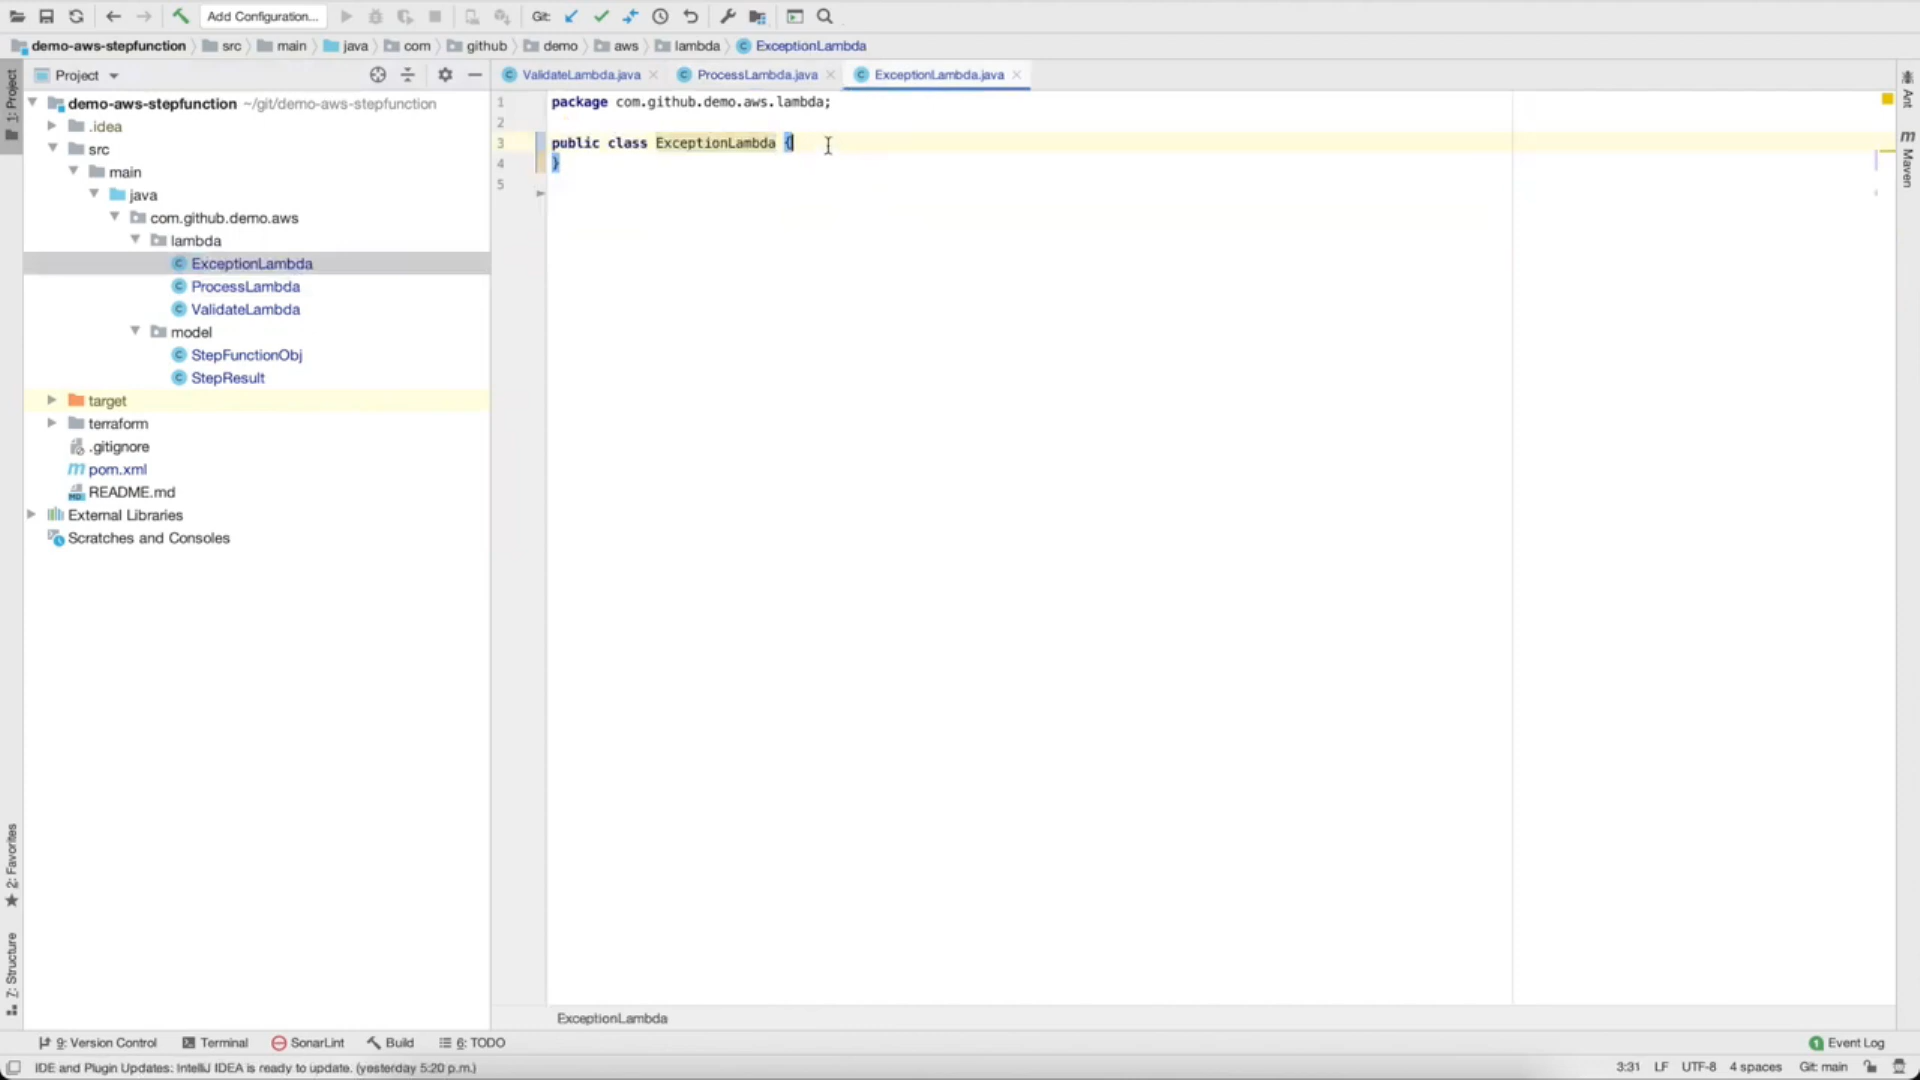 Add Configuration...
Git:
demo-aws-stepfunction src main java com github demo aws lambda ExceptionLambda
1: Project
Project
demo-aws-stepfunction ~/git/demo-aws-stepfunction
.idea
src
main
java
com.github.demo.aws
lambda
ExceptionLambda
ProcessLambda
ValidateLambda
model
StepFunctionObj
StepResult
target
terraform
.gitignore
pom.xml
README.md
External Libraries
Scratches and Consoles
ValidateLambda.java ProcessLambda.java ExceptionLambda.java
1 package com.github.demo.aws.lambda;
2
3 public class ExceptionLambda {
4 }
5
Ant
Maven
2: Favorites
Z: Structure
ExceptionLambda
9: Version Control Terminal SonarLint Build 6: TODO
1 Event Log
IDE and Plugin Updates: IntelliJ IDEA is ready to update. (yesterday 5:20 p.m.)
3:31 LF UTF-8 4 spaces Git: main